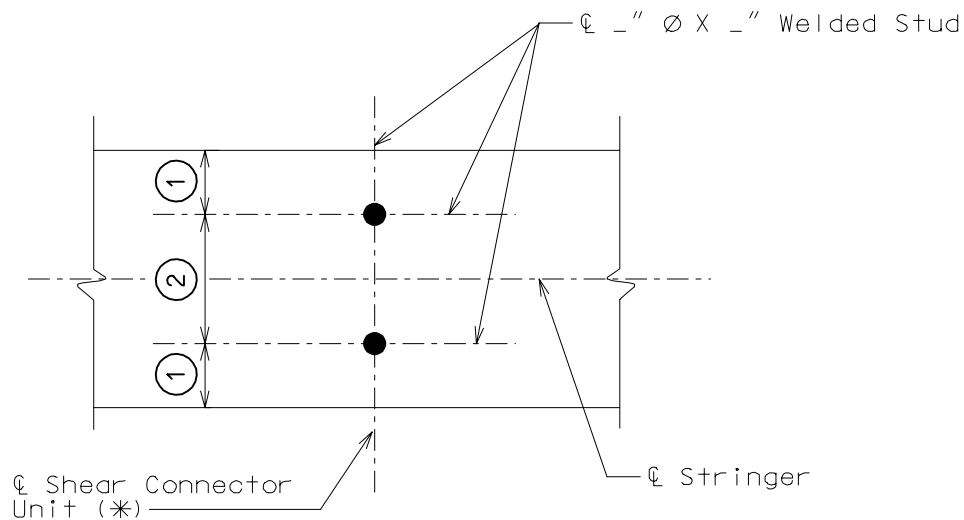 ℄ _" Ø X _" Welded Stud
1
2
1
℄ Shear Connector
Unit (*)
℄ Stringer